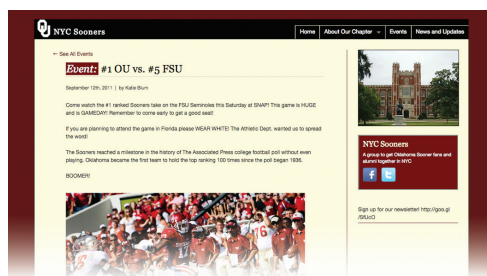 OU NYC Sooners
Home About Our Chapter Events News and Updates
← See All Events
Event: #1 OU vs. #5 FSU
September 12th, 2011 | by Katie Blum
Come watch the #1 ranked Sooners take on the FSU Seminoles this Saturday at SNAP! This game is HUGE
and is GAMEDAY! Remember to come early to get a good seat!
If you are planning to attend the game in Florida please WEAR WHITE! The Athletic Dept. wanted us to spread
the word!
The Sooners reached a milestone in the history of The Associated Press college football poll without even
playing. Oklahoma became the first team to hold the top ranking 100 times since the poll began 1936.
BOOMER!
NYC Sooners
A group to get Oklahoma Sooner fans and
alumni together in NYC
f t
Sign up for our newsletter! http://goo.gl
/SfUcO